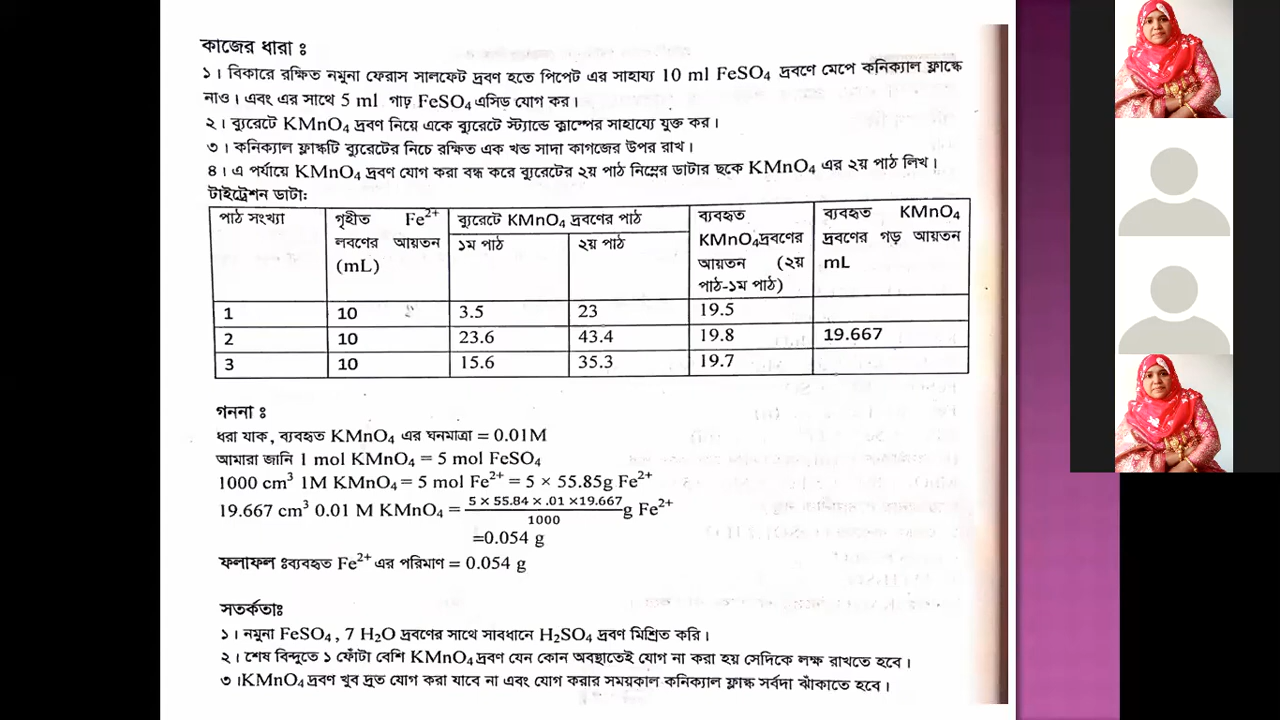 কাজের ধারা ঃ
১। বিকারে রক্ষিত নমুনা ফেরাস সালফেট দ্রবণ হতে পিপেট এর সাহায্য 10 ml FeSO₄ দ্রবণে মেপে কনিক্যাল ফ্লাক্সে
নাও। এবং এর সাথে 5 ml গাঢ় FeSO₄ এসিড যোগ কর।
২। ব্যুরেটে KMnO₄ দ্রবণ নিয়ে একে ব্যুরেটে স্ট্যান্ডে ক্লাম্পের সাহায্যে যুক্ত কর।
৩। কনিক্যাল ফ্লাক্সটি ব্যুরেটের নিচে রক্ষিত এক খন্ড সাদা কাগজের উপর রাখ।
৪। এ পর্যায়ে KMnO₄ দ্রবণ যোগ করা বন্ধ করে ব্যুরেটের ২য় পাঠ নিম্নের ডাটার ছকে KMnO₄ এর ২য় পাঠ লিখ।
টাইট্রেশন ডাটা:
পাঠ সংখ্যা গৃহীত Fe²⁺ লবণের আয়তন (mL) ব্যুরেটে KMnO₄ দ্রবণের পাঠ ব্যবহৃত KMnO₄দ্রবণের আয়তন (২য় পাঠ-১ম পাঠ) ব্যবহৃত KMnO₄ দ্রবণের গড় আয়তন mL
১ম পাঠ ২য় পাঠ
1 10 3.5 23 19.5
2 10 23.6 43.4 19.8 19.667
3 10 15.6 35.3 19.7
গননা ঃ
ধরা যাক, ব্যবহৃত KMnO₄ এর ঘনমাত্রা = 0.01M
আমারা জানি 1 mol KMnO₄ = 5 mol FeSO₄
1000 cm³ 1M KMnO₄ = 5 mol Fe²⁺ = 5 × 55.85g Fe²⁺
19.667 cm³ 0.01 M KMnO₄ = 5 × 55.84 × .01 ×19.667 / 1000 g Fe²⁺
=0.054 g
ফলাফল ঃব্যবহৃত Fe²⁺ এর পরিমাণ = 0.054 g
সতর্কতাঃ
১। নমুনা FeSO₄ , 7 H₂O দ্রবণের সাথে সাবধানে H₂SO₄ দ্রবণ মিশ্রিত করি।
২। শেষ বিন্দুতে ১ ফোঁটা বেশি KMnO₄ দ্রবণ যেন কোন অবস্থাতেই যোগ না করা হয় সেদিকে লক্ষ রাখতে হবে।
৩।KMnO₄ দ্রবণ খুব দ্রুত যোগ করা যাবে না এবং যোগ করার সময়কাল কনিক্যাল ফ্লাক্স সর্বদা ঝাঁকাতে হবে।